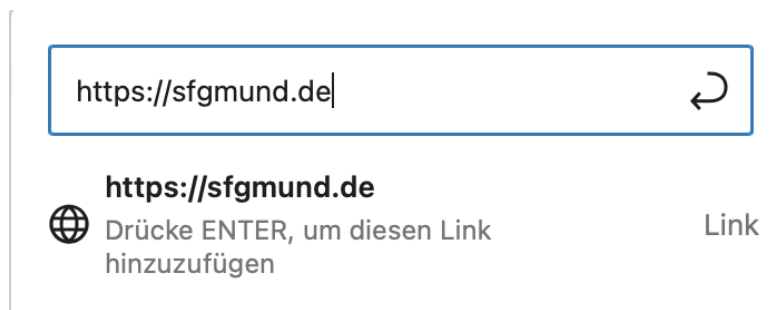 https://sfgmund.de
https://sfgmund.de
Drücke ENTER, um diesen Link
Link
hinzuzufügen